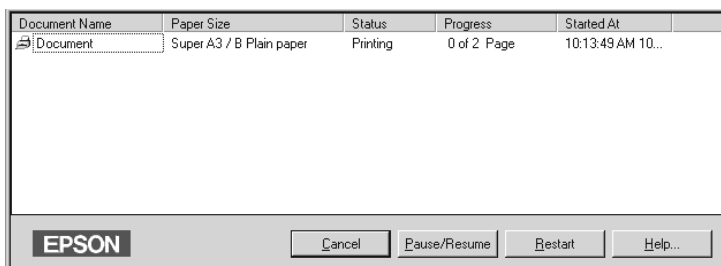 Document Name Paper Size Status Progress Started At
Document Super A3 / B Plain paper Printing 0 of 2 Page 10:13:49 AM 10...
EPSON Cancel Pause/Resume Restart Help...